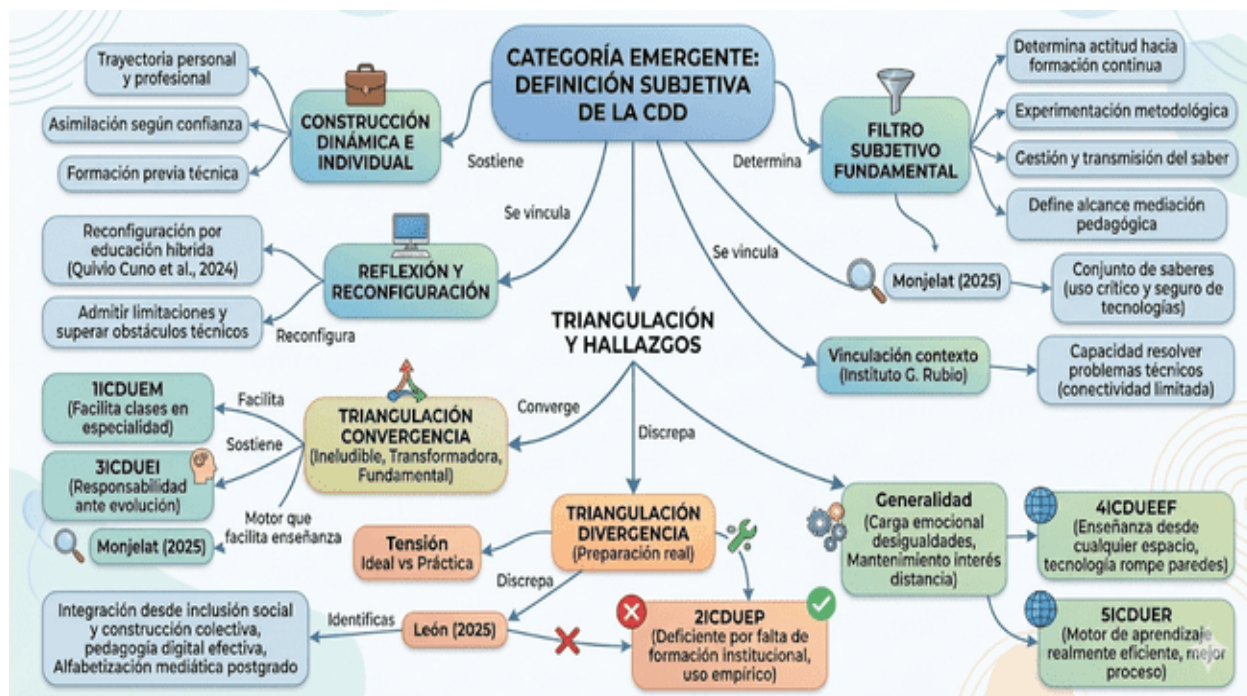 CATEGORÍA EMERGENTE:
DEFINICIÓN SUBJETIVA
DE LA CDD
Trayectoria personal
y profesional
Asimilación según confianza
Formación previa técnica
CONSTRUCCIÓN
DINÁMICA E
INDIVIDUAL
Sostiene
Determina
FILTRO
SUBJETIVO
FUNDAMENTAL
Determina actitud hacia
formación continua
Experimentación metodológica
Gestión y transmisión del saber
Define alcance mediación
pedagógica
Se vincula
Reconfiguración por
educación híbrida
(Quivio Cuno et al., 2024)
Admitir limitaciones y
superar obstáculos técnicos
REFLEXIÓN Y
RECONFIGURACIÓN
Reconfigura
Se vincula
Monjelat (2025)
Conjunto de saberes
(uso crítico y seguro de
tecnologías)
Vinculación contexto
(Instituto G. Rubio)
Capacidad resolver
problemas técnicos
(conectividad limitada)
TRIANGULACIÓN
Y HALLAZGOS
1ICDUEM
(Facilita clases en
especialidad)
Facilita
Sostiene
3ICDUEI
(Responsabilidad
ante evolución)
Monjelat (2025)
Motor que
facilita enseñanza
TRIANGULACIÓN
CONVERGENCIA
(Ineludible, Transformadora,
Fundamental)
Converge
Discrepa
TRIANGULACIÓN
DIVERGENCIA
(Preparación real)
Tensión
Ideal vs Práctica
Discrepa
León (2025)
Identificas
Integración desde inclusión social
y construcción colectiva,
pedagogía digital efectiva,
Alfabetización mediática postgrado
2ICDUEP
(Deficiente por falta de
formación institucional,
uso empírico)
Generalidad
(Carga emocional
desigualdades,
Mantenimiento interés
distancia)
4ICDUEEF
(Enseñanza desde
cualquier espacio,
tecnología rompe paredes)
5ICDUER
(Motor de aprendizaje
realmente eficiente, mejor
proceso)